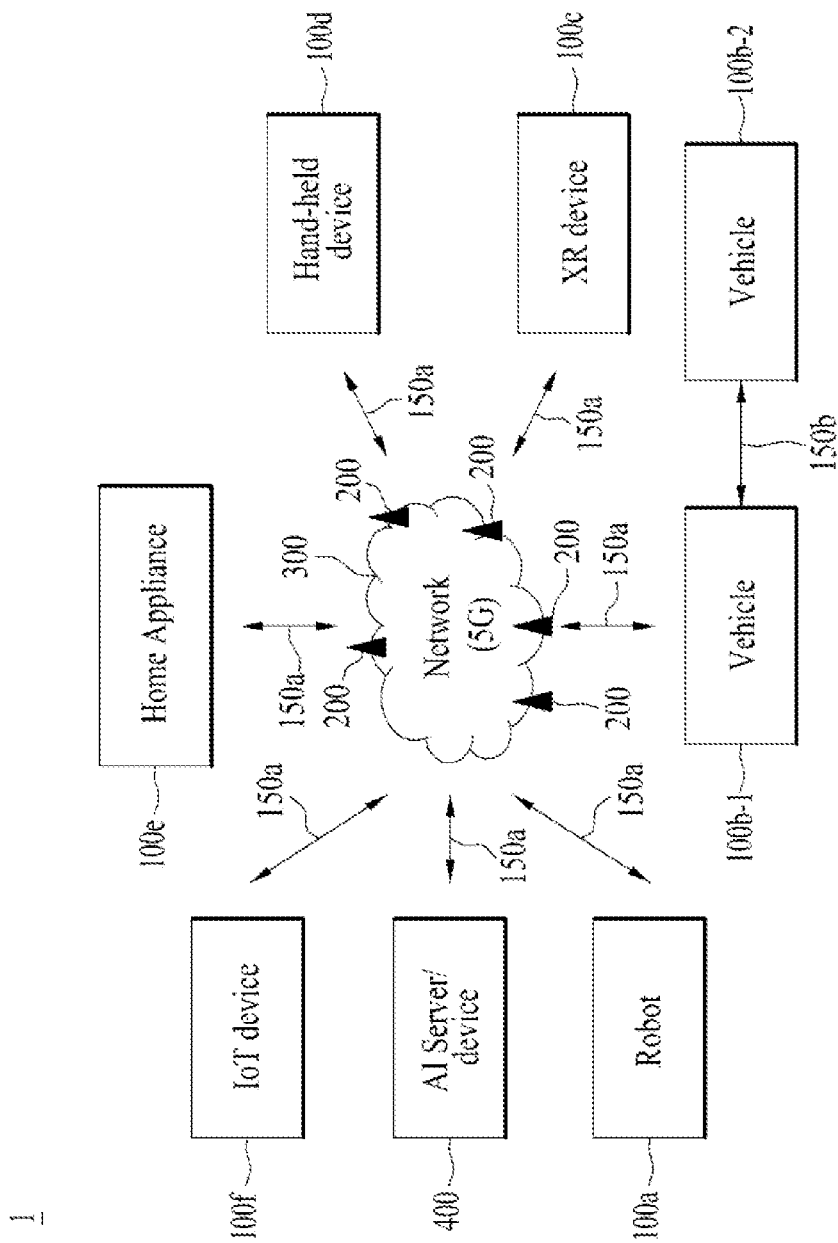 1
100e
Home Appliance
100f
IoT device
150a
150a
300
200
200
Hand-held
device
100d
150a
400
AI Server/
device
150a
Network
(5G)
200
200
200
150a
XR device
100c
100a
Robot
150a
150a
100b-1
Vehicle
150b
Vehicle
100b-2